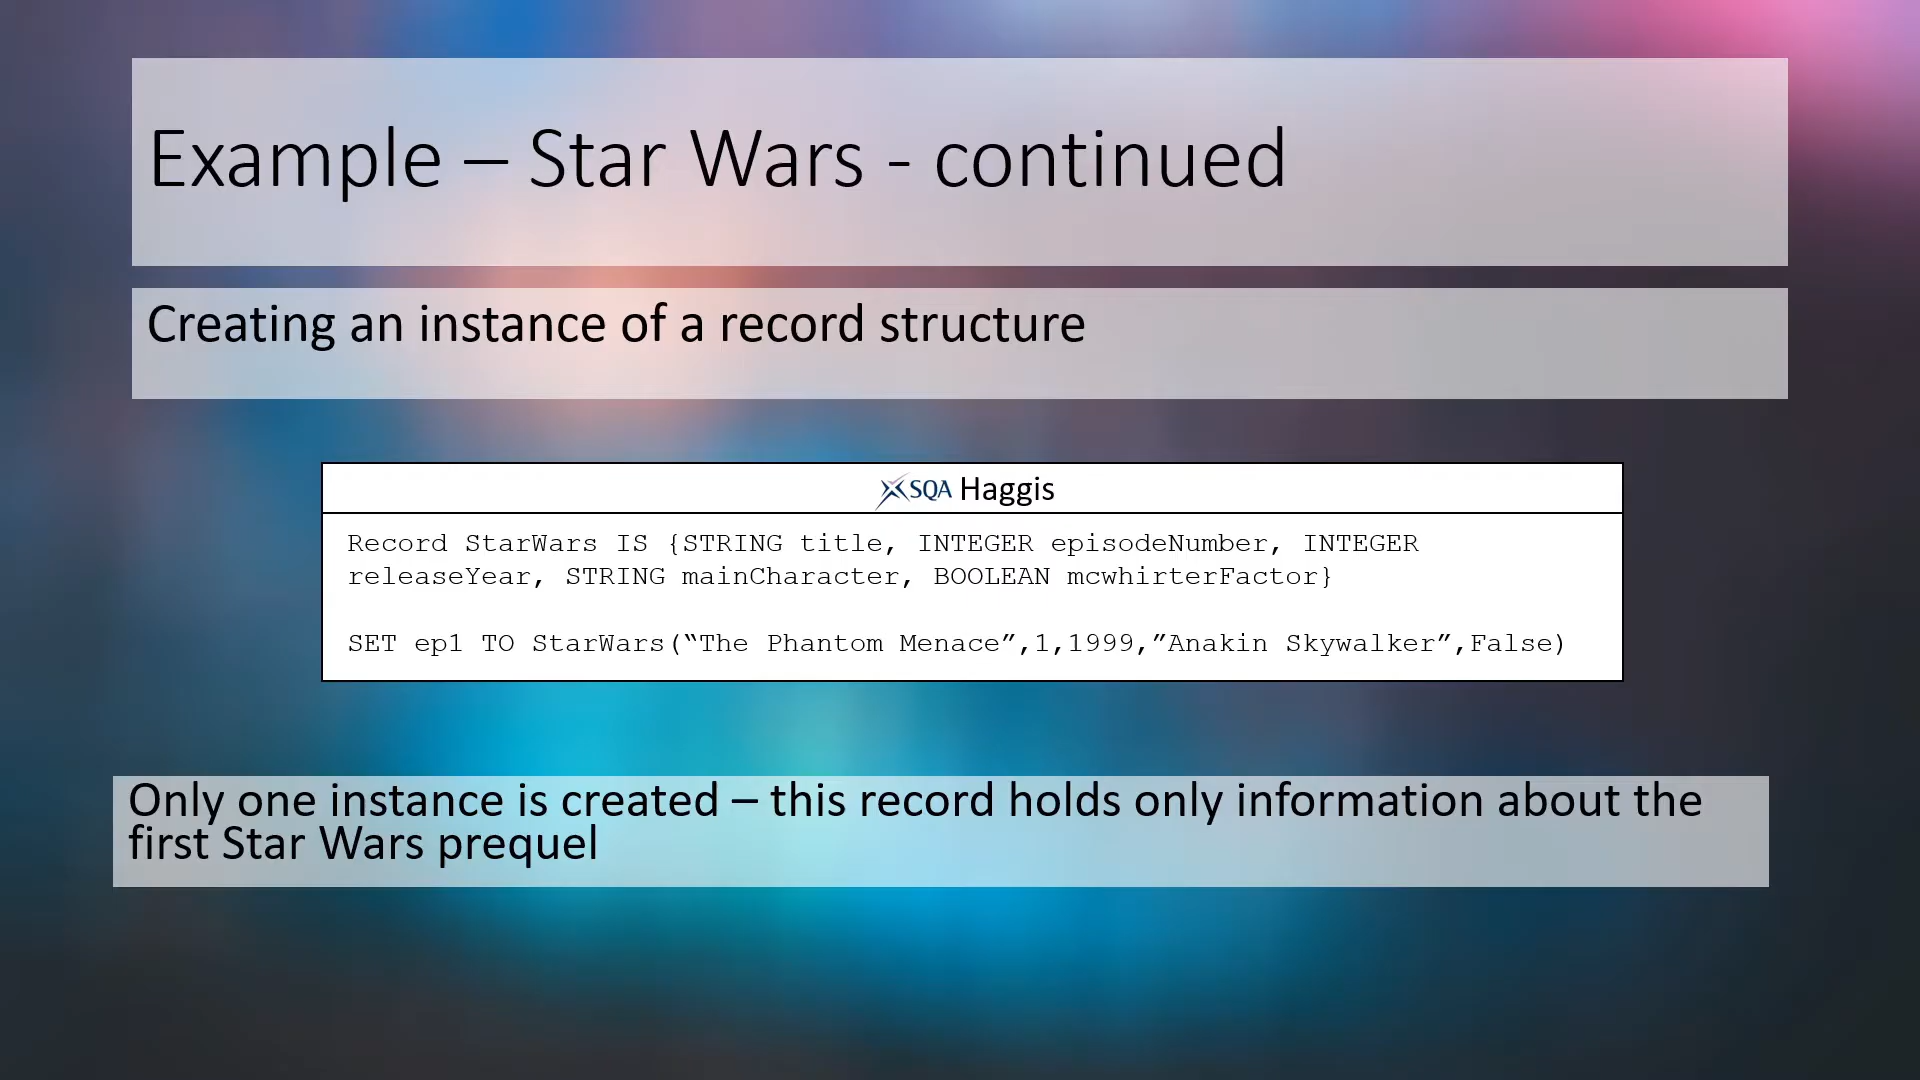 Example – Star Wars - continued
Creating an instance of a record structure
SQA Haggis
Record StarWars IS {STRING title, INTEGER episodeNumber, INTEGER
releaseYear, STRING mainCharacter, BOOLEAN mcwhirterFactor}
SET ep1 TO StarWars(“The Phantom Menace”,1,1999,”Anakin Skywalker”,False)
Only one instance is created – this record holds only information about the
first Star Wars prequel